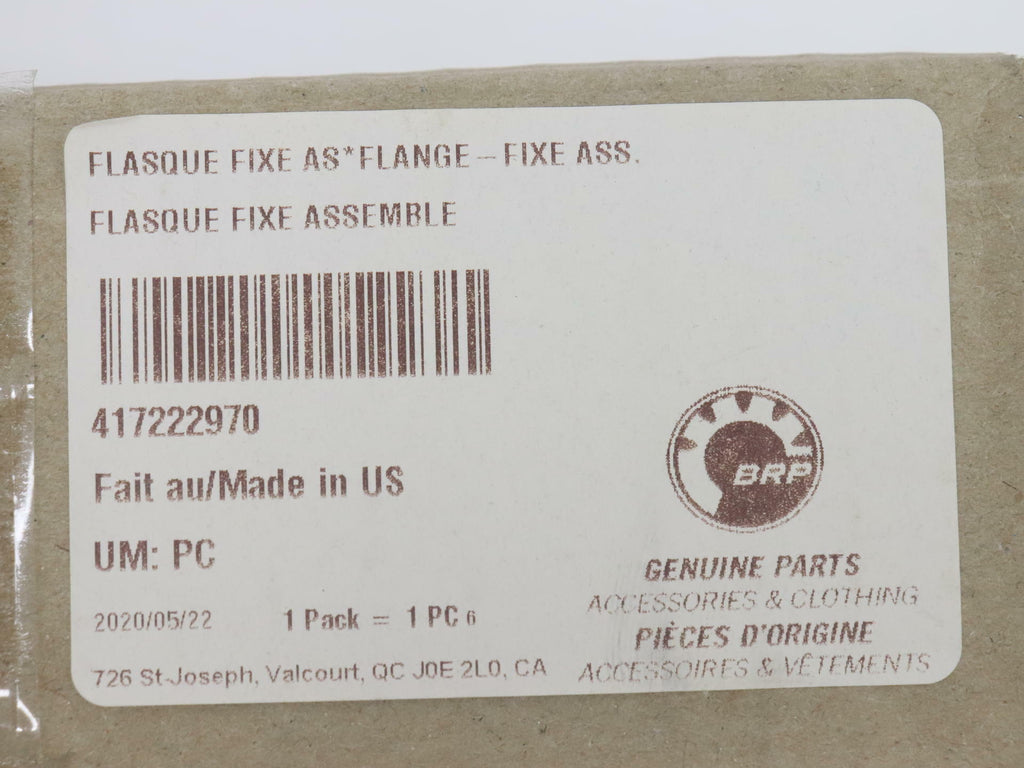 FLASQUE FIXE AS*FLANGE – FIXE ASS.
FLASQUE FIXE ASSEMBLE
417222970
Fait au/Made in US
UM: PC
2020/05/22 1 Pack = 1 PC 6
726 St-Joseph, Valcourt, QC J0E 2L0, CA
BRP
GENUINE PARTS
ACCESSORIES & CLOTHING
PIÈCES D'ORIGINE
ACCESSOIRES & VÊTEMENTS